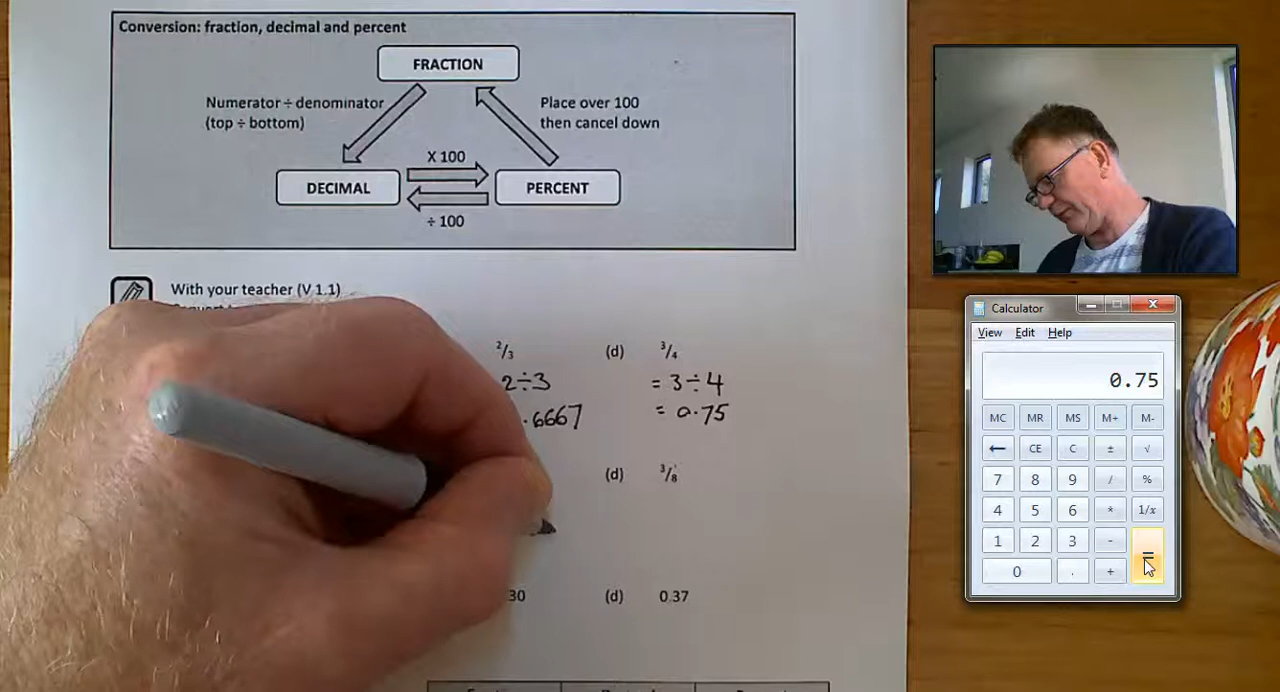 Conversion: fraction, decimal and percent
FRACTION
Numerator ÷ denominator
(top ÷ bottom)
Place over 100
then cancel down
X 100
DECIMAL
PERCENT
÷ 100
With your teacher (V 1.1)
2/3
(d) 3/4
2÷3
= 3÷4
.6667
= 0.75
(d) 3/8
30
(d) 0.37
Calculator
View Edit Help
0.75
MC MR MS M+ M-
← CE C ± √
7 8 9 / %
4 5 6 * 1/x
1 2 3 - =
0 . +